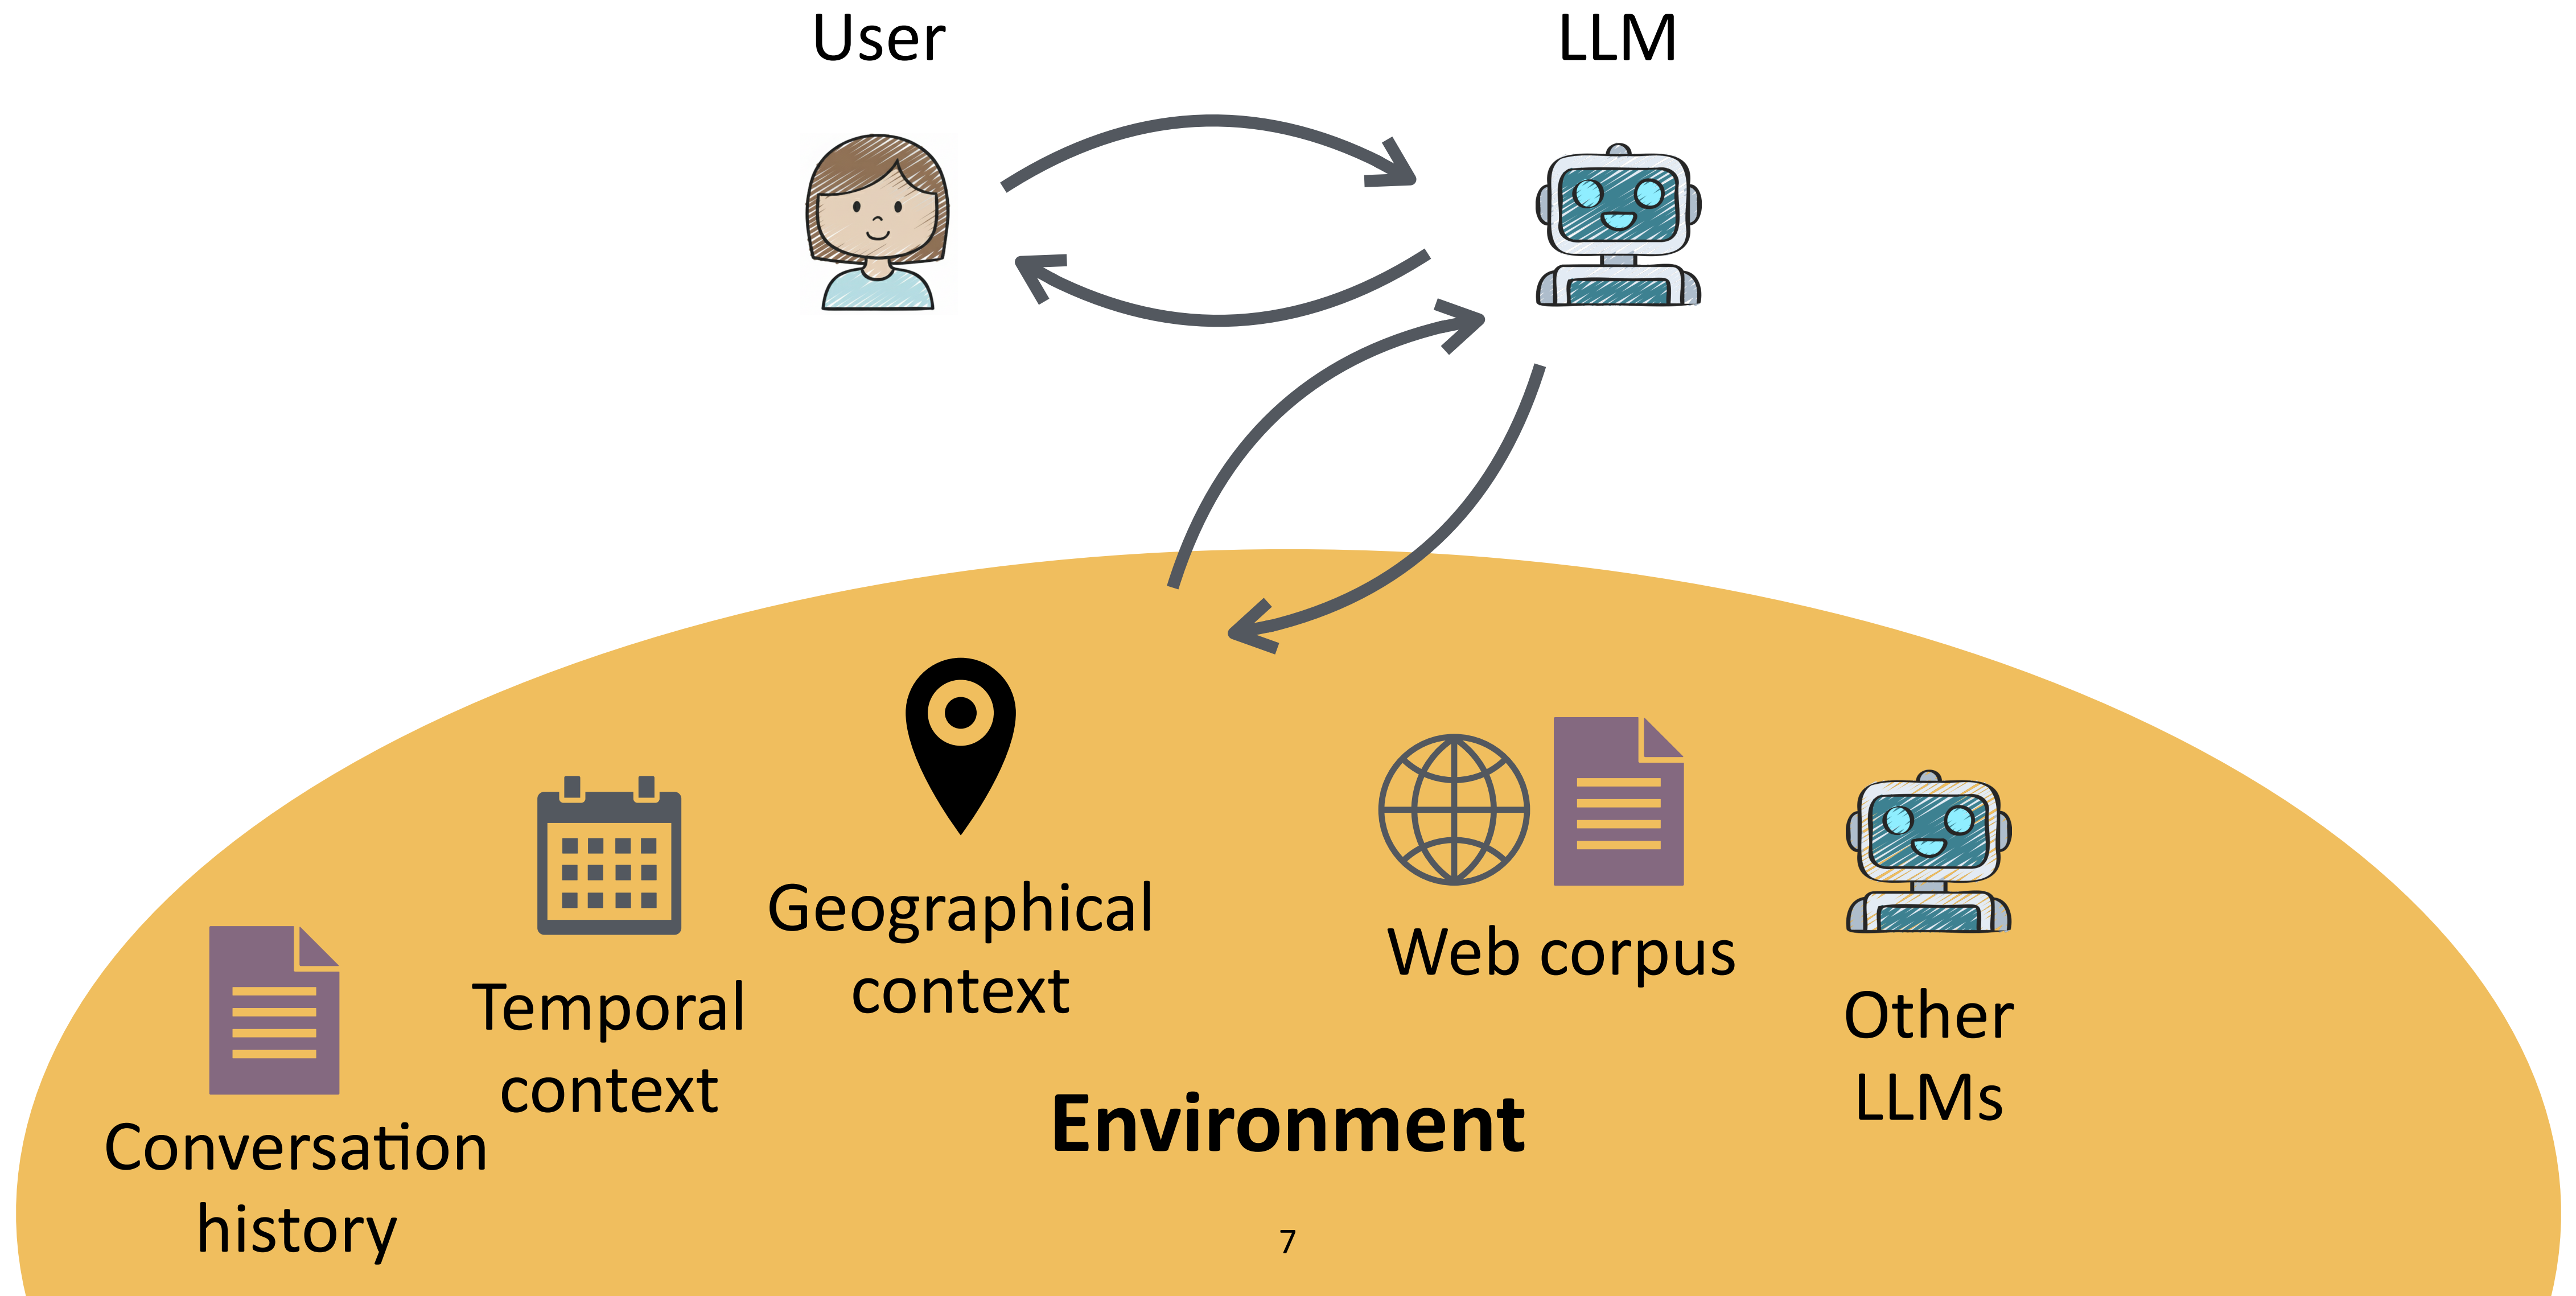 User
LLM
Conversation
history
Temporal
context
Geographical
context
Web corpus
Other
LLMs
Environment
7